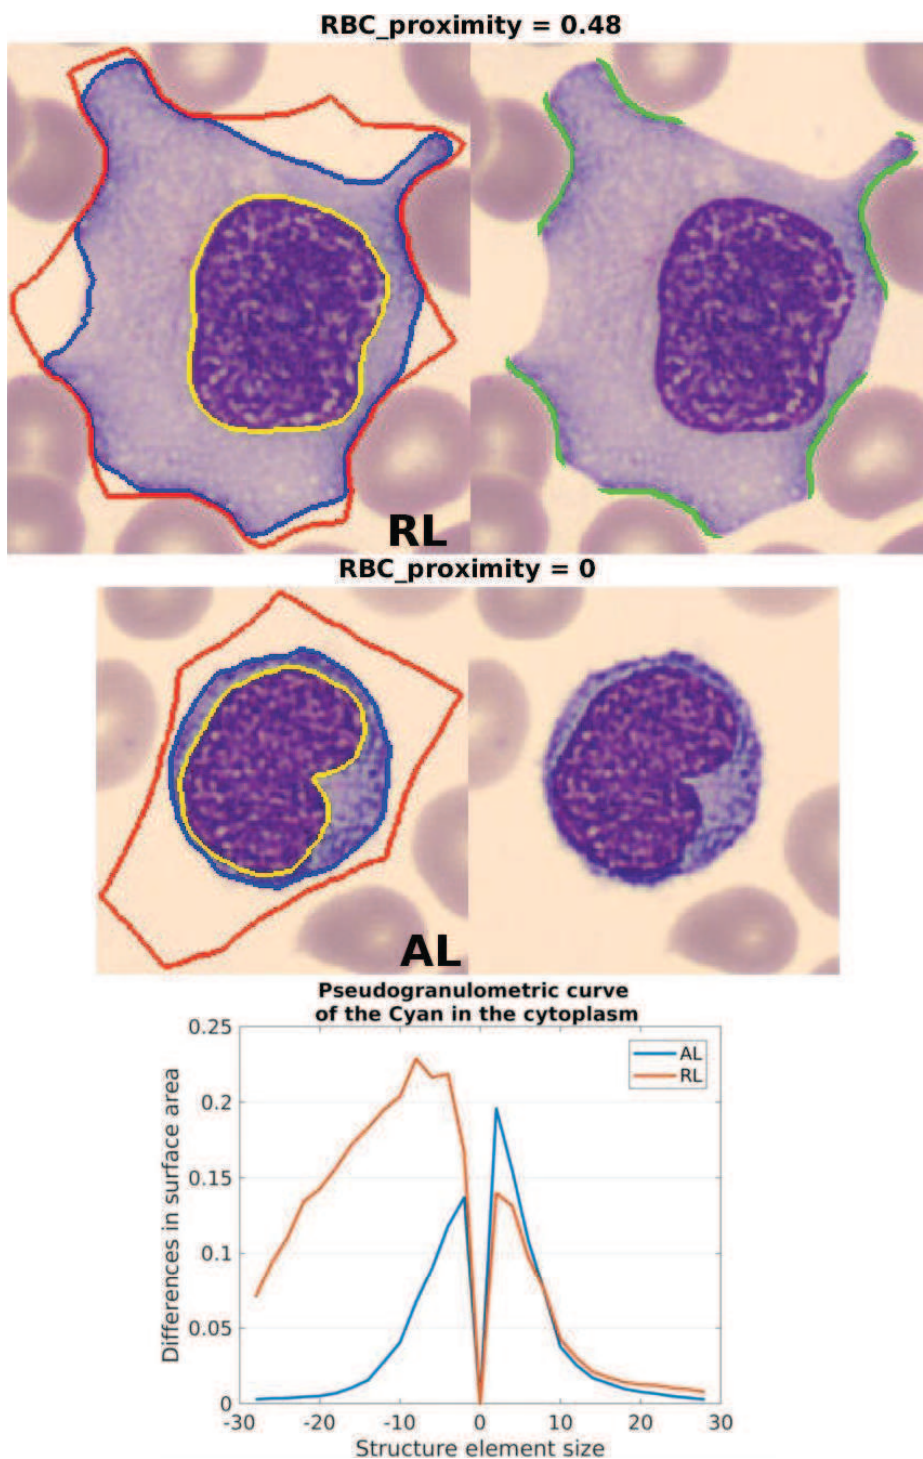 RBC_proximity = 0.48
RL
RBC_proximity = 0
AL
Pseudogranulometric curve
of the Cyan in the cytoplasm
Differences in surface area
0.25
0.2
0.15
0.1
0.05
0
AL
RL
-30 -20 -10 0 10 20 30
Structure element size